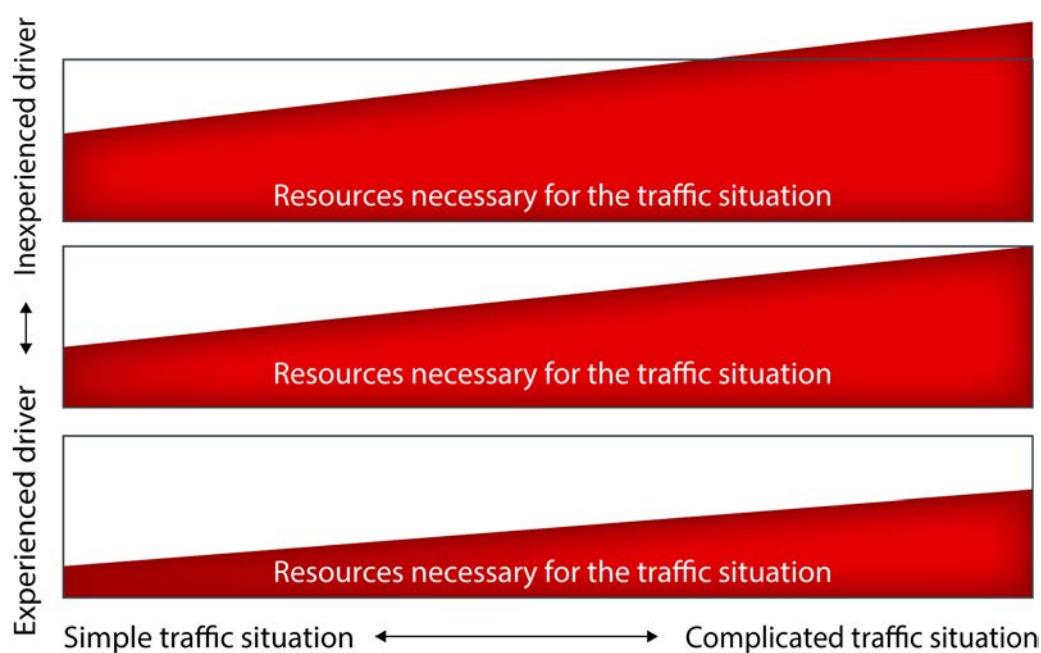 Inexperienced driver
Resources necessary for the traffic situation
Resources necessary for the traffic situation
Experienced driver
Resources necessary for the traffic situation
Simple traffic situation
Complicated traffic situation